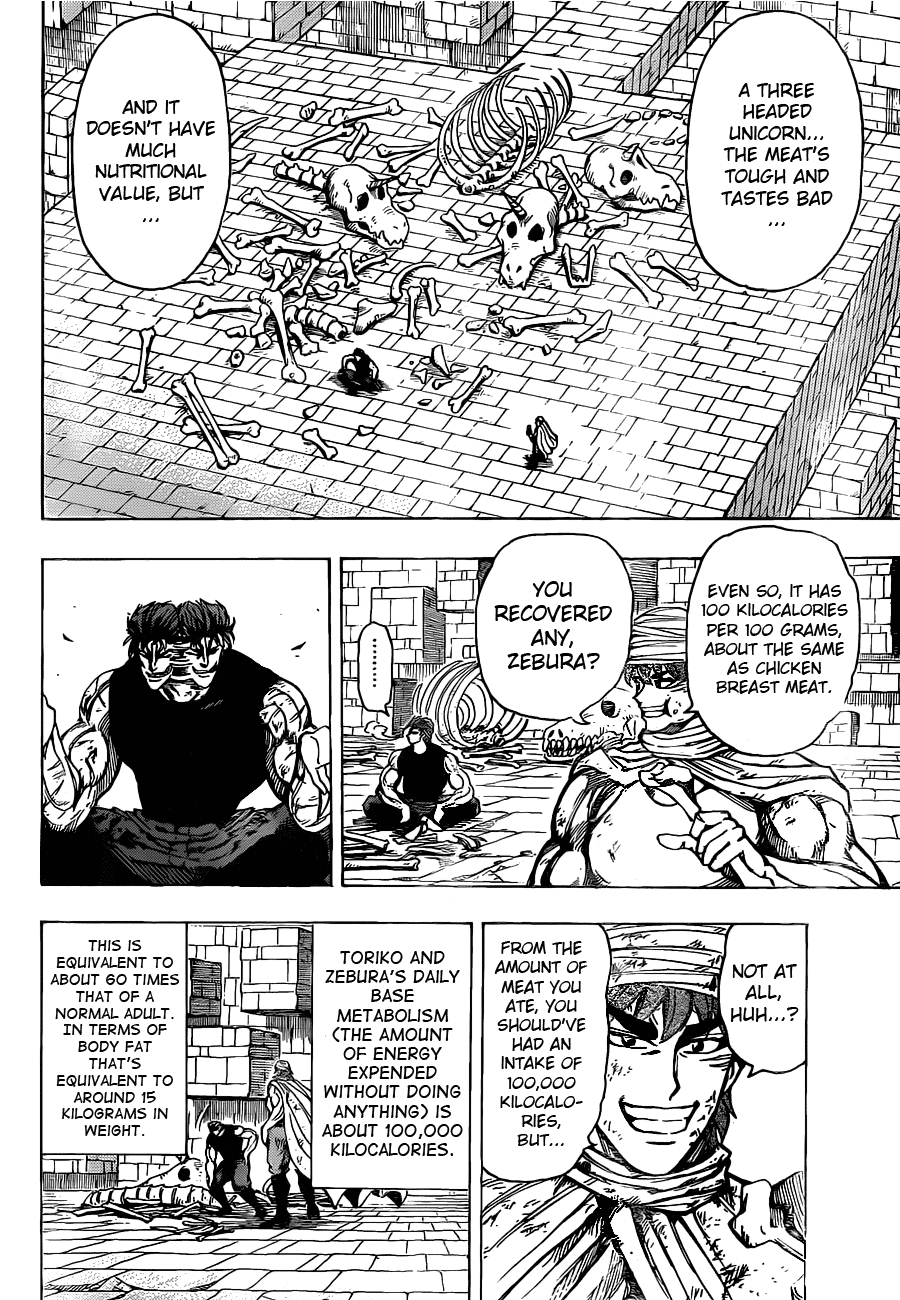 A THREE
HEADED
UNICORN...
THE MEAT'S
TOUGH AND
TASTES BAD
...
AND IT
DOESN'T HAVE
MUCH
NUTRITIONAL
VALUE, BUT
...
EVEN SO, IT HAS
100 KILOCALORIES
PER 100 GRAMS,
ABOUT THE SAME
AS CHICKEN
BREAST MEAT.
YOU
RECOVERED
ANY,
ZEBURA?
..........
NOT AT
ALL,
HUH...?
FROM THE
AMOUNT OF
MEAT YOU
ATE, YOU
SHOULD'VE
HAD AN
INTAKE OF
100,000
KILOCALO-
RIES,
BUT...
TORIKO AND
ZEBURA'S DAILY
BASE
METABOLISM
(THE AMOUNT
OF ENERGY
EXPENDED
WITHOUT DOING
ANYTHING) IS
ABOUT 100,000
KILOCALORIES.
THIS IS
EQUIVALENT TO
ABOUT 60 TIMES
THAT OF A
NORMAL ADULT.
IN TERMS OF
BODY FAT
THAT'S
EQUIVALENT TO
AROUND 15
KILOGRAMS IN
WEIGHT.